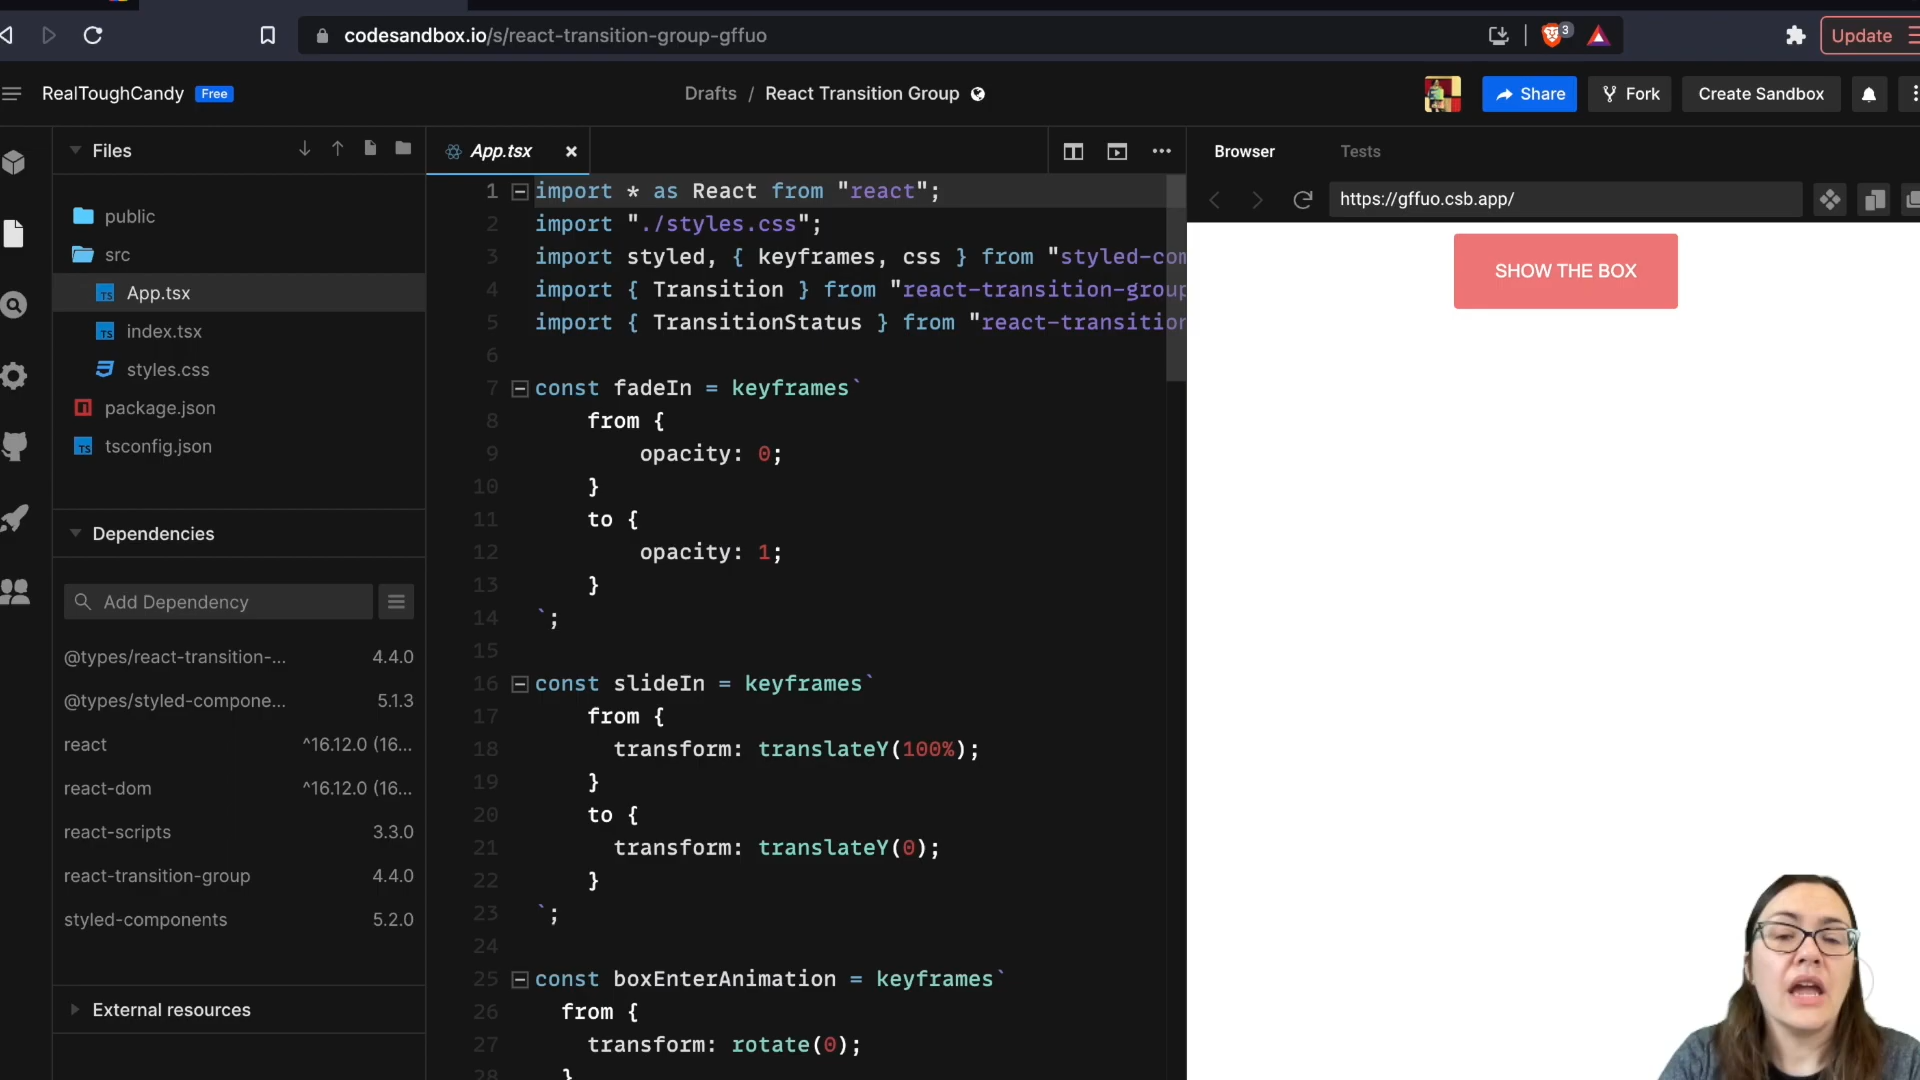 codesandbox.io/s/react-transition-group-gffuo
3
Update
RealToughCandy Free
Drafts / React Transition Group
Share
Fork
Create Sandbox
Files
public
src
TS App.tsx
TS index.tsx
styles.css
package.json
TS tsconfig.json
Dependencies
Add Dependency
@types/react-transition-... 4.4.0
@types/styled-compone... 5.1.3
react ^16.12.0 (16...
react-dom ^16.12.0 (16...
react-scripts 3.3.0
react-transition-group 4.4.0
styled-components 5.2.0
External resources
App.tsx
1 import * as React from "react";
2 import "./styles.css";
3 import styled, { keyframes, css } from "styled-com
4 import { Transition } from "react-transition-group
5 import { TransitionStatus } from "react-transition
6
7 const fadeIn = keyframes`
8 from {
9 opacity: 0;
10 }
11 to {
12 opacity: 1;
13 }
14 `;
15
16 const slideIn = keyframes`
17 from {
18 transform: translateY(100%);
19 }
20 to {
21 transform: translateY(0);
22 }
23 `;
24
25 const boxEnterAnimation = keyframes`
26 from {
27 transform: rotate(0);
28 }
Browser
Tests
https://gffuo.csb.app/
SHOW THE BOX